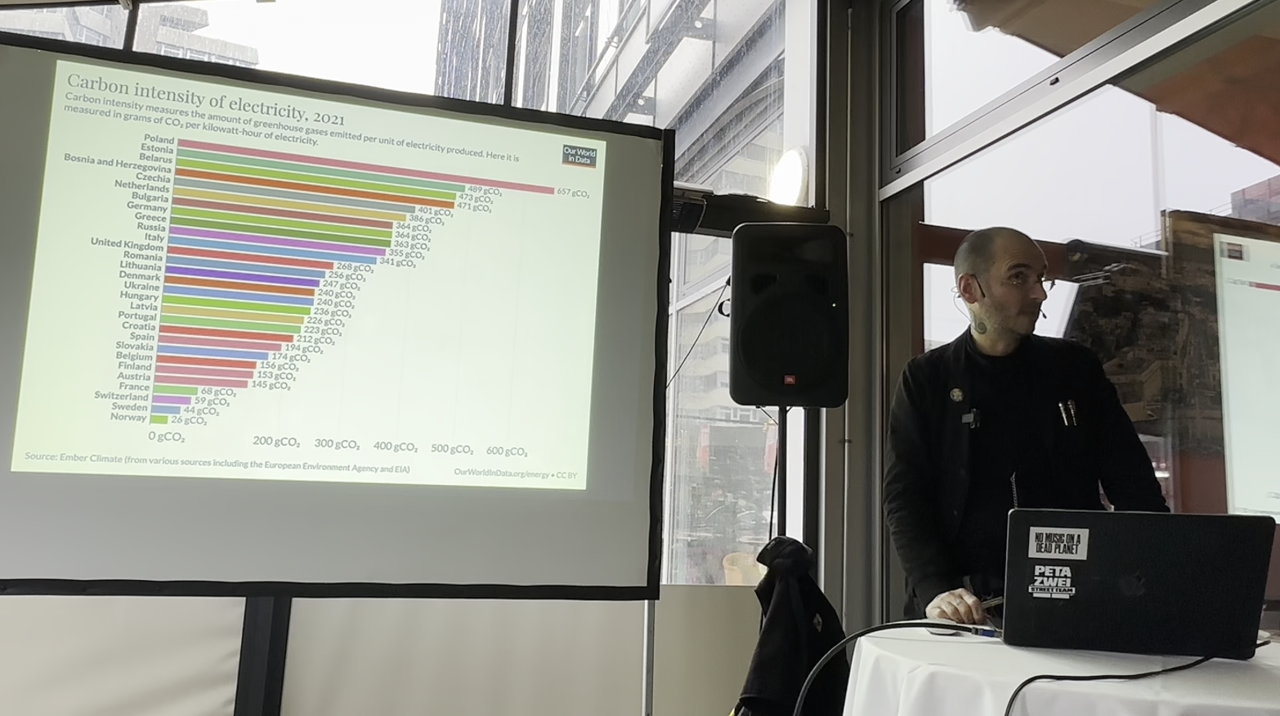 Carbon intensity of electricity, 2021
Carbon intensity measures the amount of greenhouse gases emitted per unit of electricity produced. Here it is
measured in grams of CO₂ per kilowatt-hour of electricity.
Our World
in Data
Poland 657 gCO₂
Estonia 489 gCO₂
Belarus 473 gCO₂
Bosnia and Herzegovina 471 gCO₂
Czechia 401 gCO₂
Netherlands 386 gCO₂
Bulgaria 364 gCO₂
Germany 364 gCO₂
Greece 363 gCO₂
Russia 355 gCO₂
Italy 341 gCO₂
United Kingdom 268 gCO₂
Romania 256 gCO₂
Lithuania 247 gCO₂
Denmark 240 gCO₂
Ukraine 240 gCO₂
Hungary 236 gCO₂
Latvia 226 gCO₂
Portugal 223 gCO₂
Croatia 212 gCO₂
Spain 194 gCO₂
Slovakia 174 gCO₂
Belgium 156 gCO₂
Finland 153 gCO₂
Austria 145 gCO₂
France 68 gCO₂
Switzerland 59 gCO₂
Sweden 44 gCO₂
Norway 26 gCO₂
0 gCO₂ 200 gCO₂ 300 gCO₂ 400 gCO₂ 500 gCO₂ 600 gCO₂
Source: Ember Climate (from various sources including the European Environment Agency and EIA)
OurWorldInData.org/energy • CC BY
JBL
NO MUSIC ON A
DEAD PLANET
PETA
ZWEI
STREET TEAM